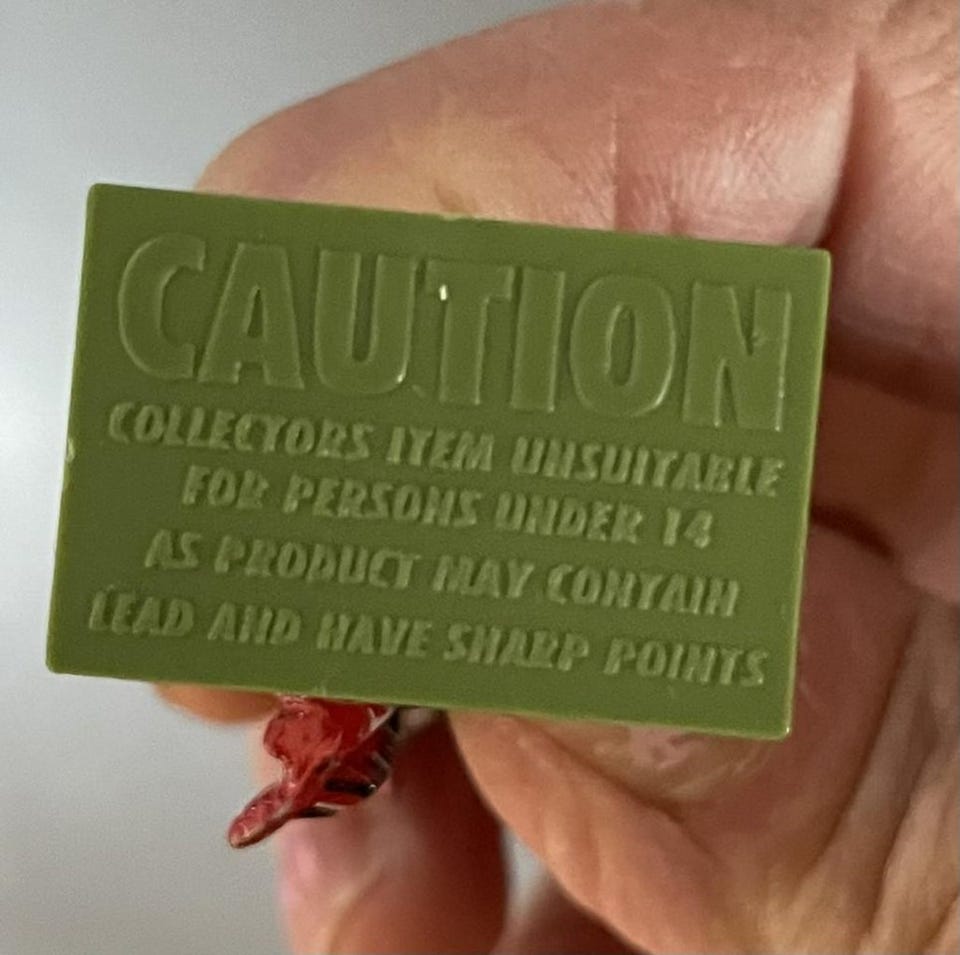 CAUTION
COLLECTORS ITEM UNSUITABLE
FOR PERSONS UNDER 14
AS PRODUCT MAY CONTAIN
LEAD AND HAVE SHARP POINTS